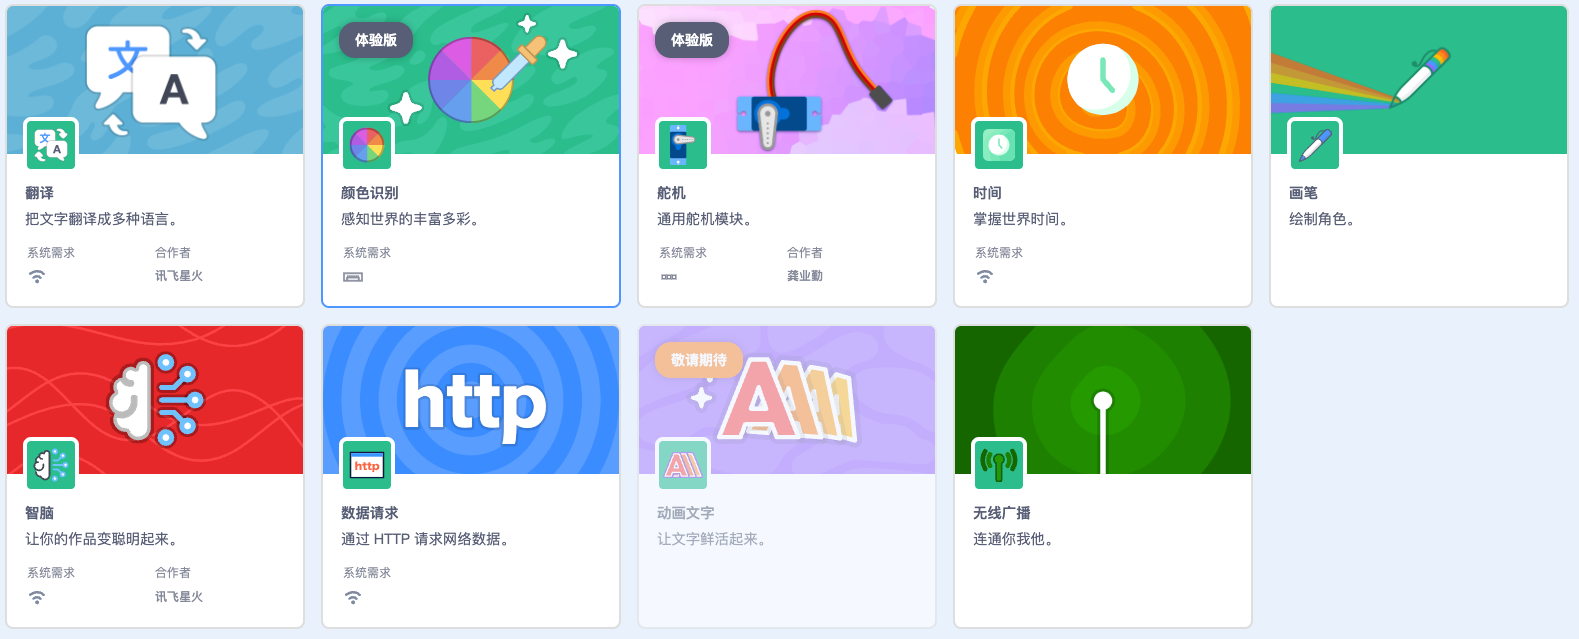 文
A
文
A
翻译
把文字翻译成多种语言。
系统需求
合作者
讯飞星火
体验版
颜色识别
感知世界的丰富多彩。
系统需求
体验版
舵机
通用舵机模块。
系统需求
合作者
龚业勤
时间
掌握世界时间。
系统需求
画笔
绘制角色。
智脑
让你的作品变聪明起来。
系统需求
合作者
讯飞星火
http
http
数据请求
通过 HTTP 请求网络数据。
系统需求
敬请期待
A
A
动画文字
让文字鲜活起来。
无线广播
连通你我他。